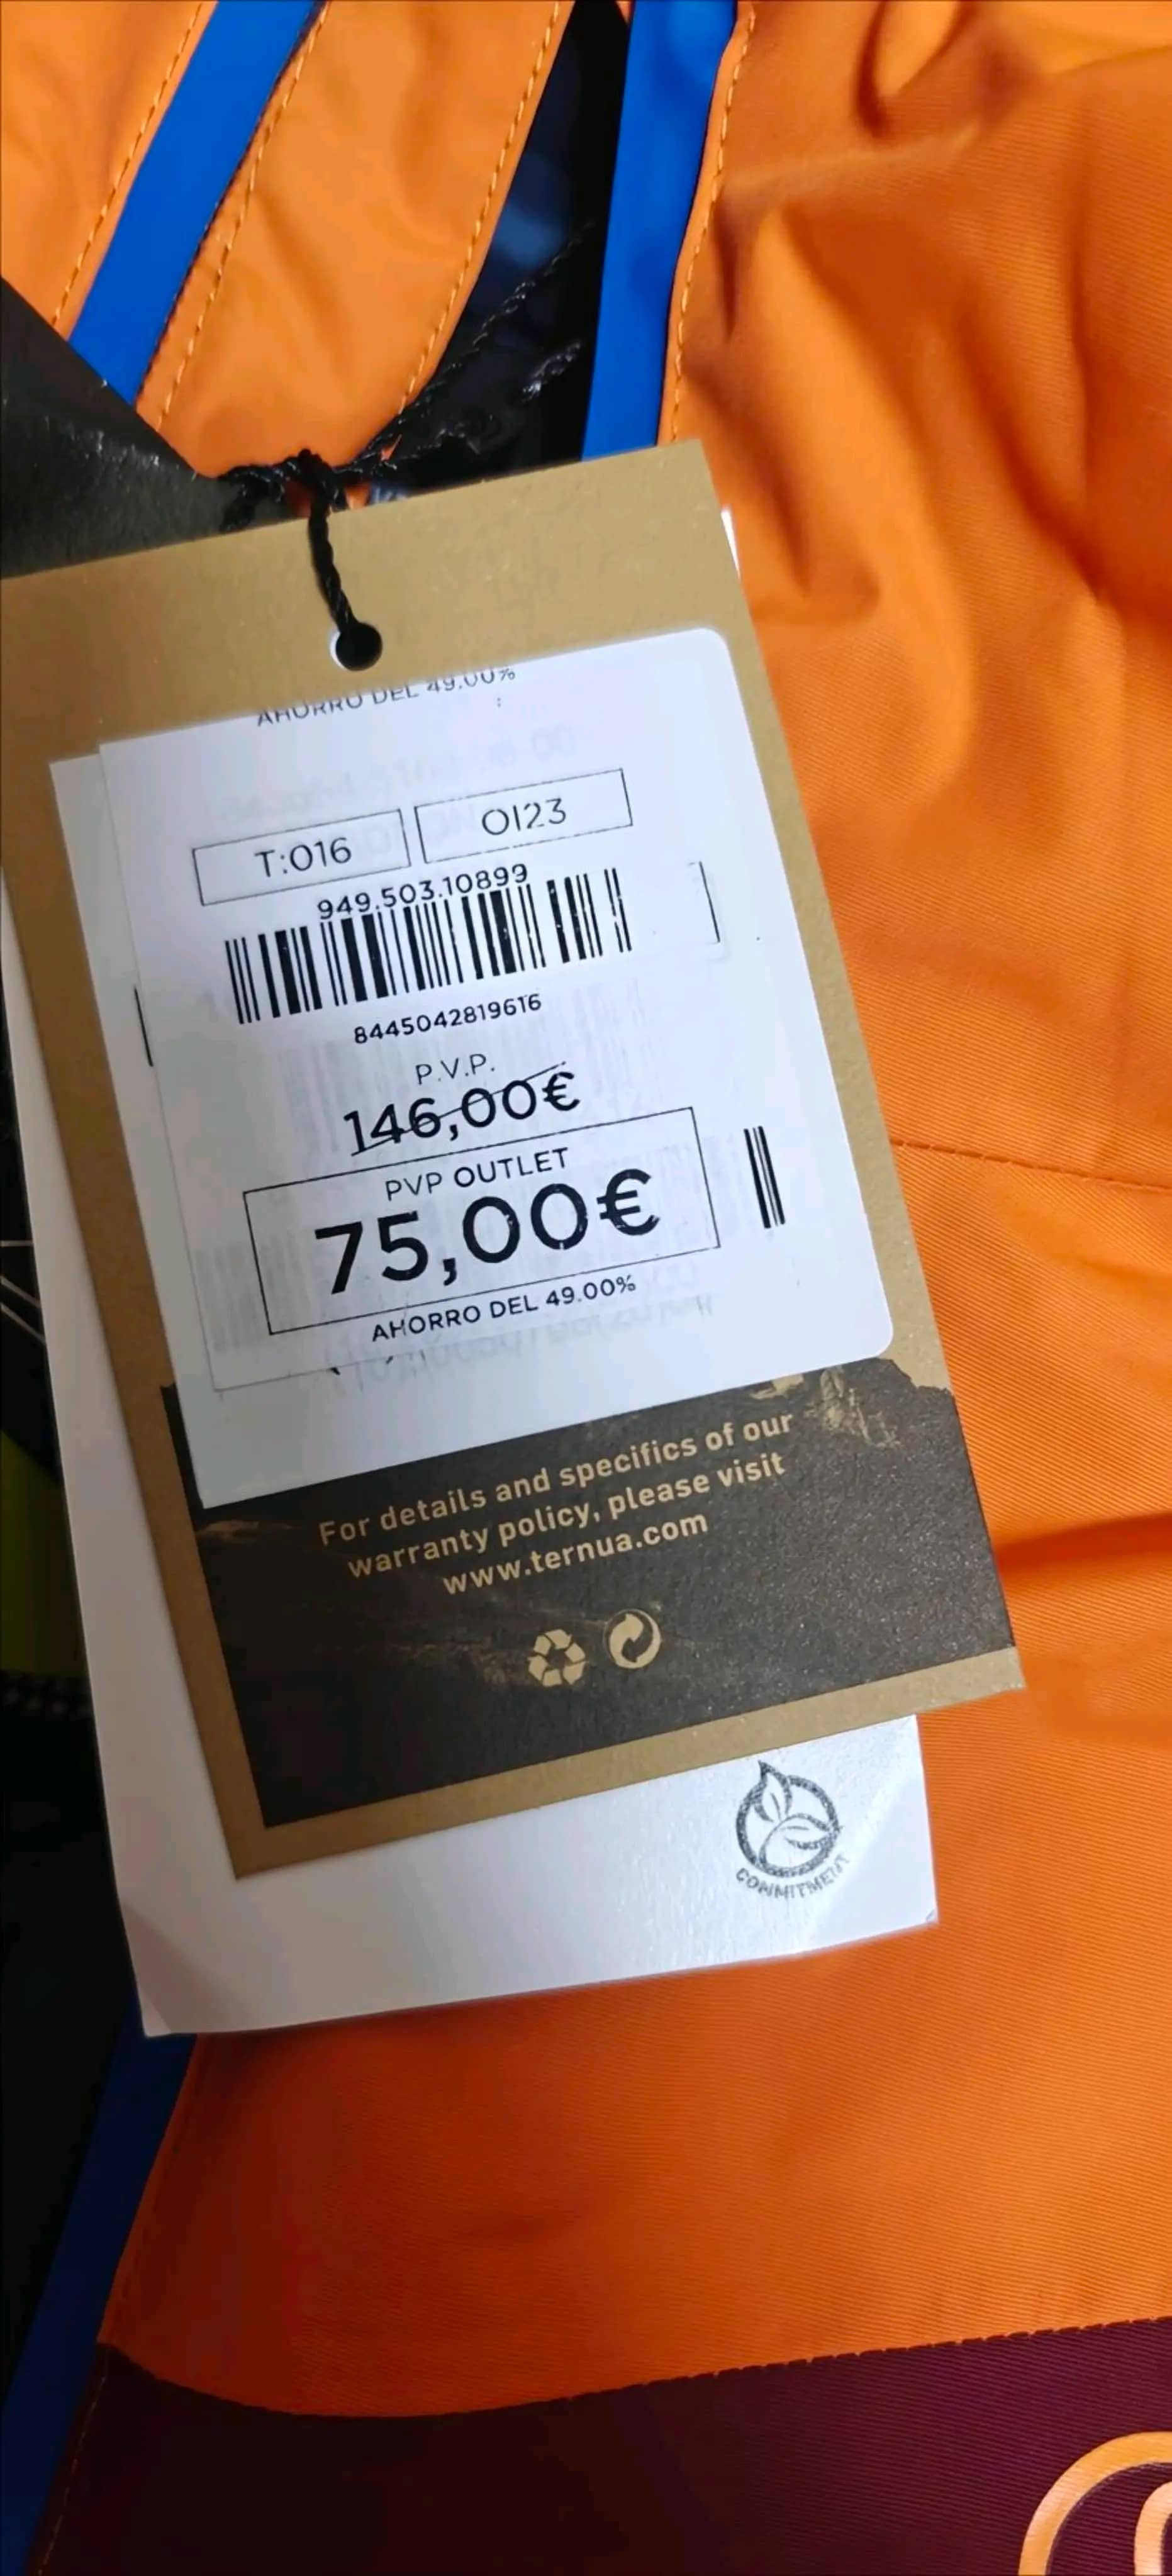 AHORRO DEL 49.00%
T:016
OI23
949.503.10899
8445042819616
P.V.P.
146,00€
PVP OUTLET
75,00€
AHORRO DEL 49.00%
For details and specifics of our
warranty policy, please visit
www.ternua.com
COMMITMENT